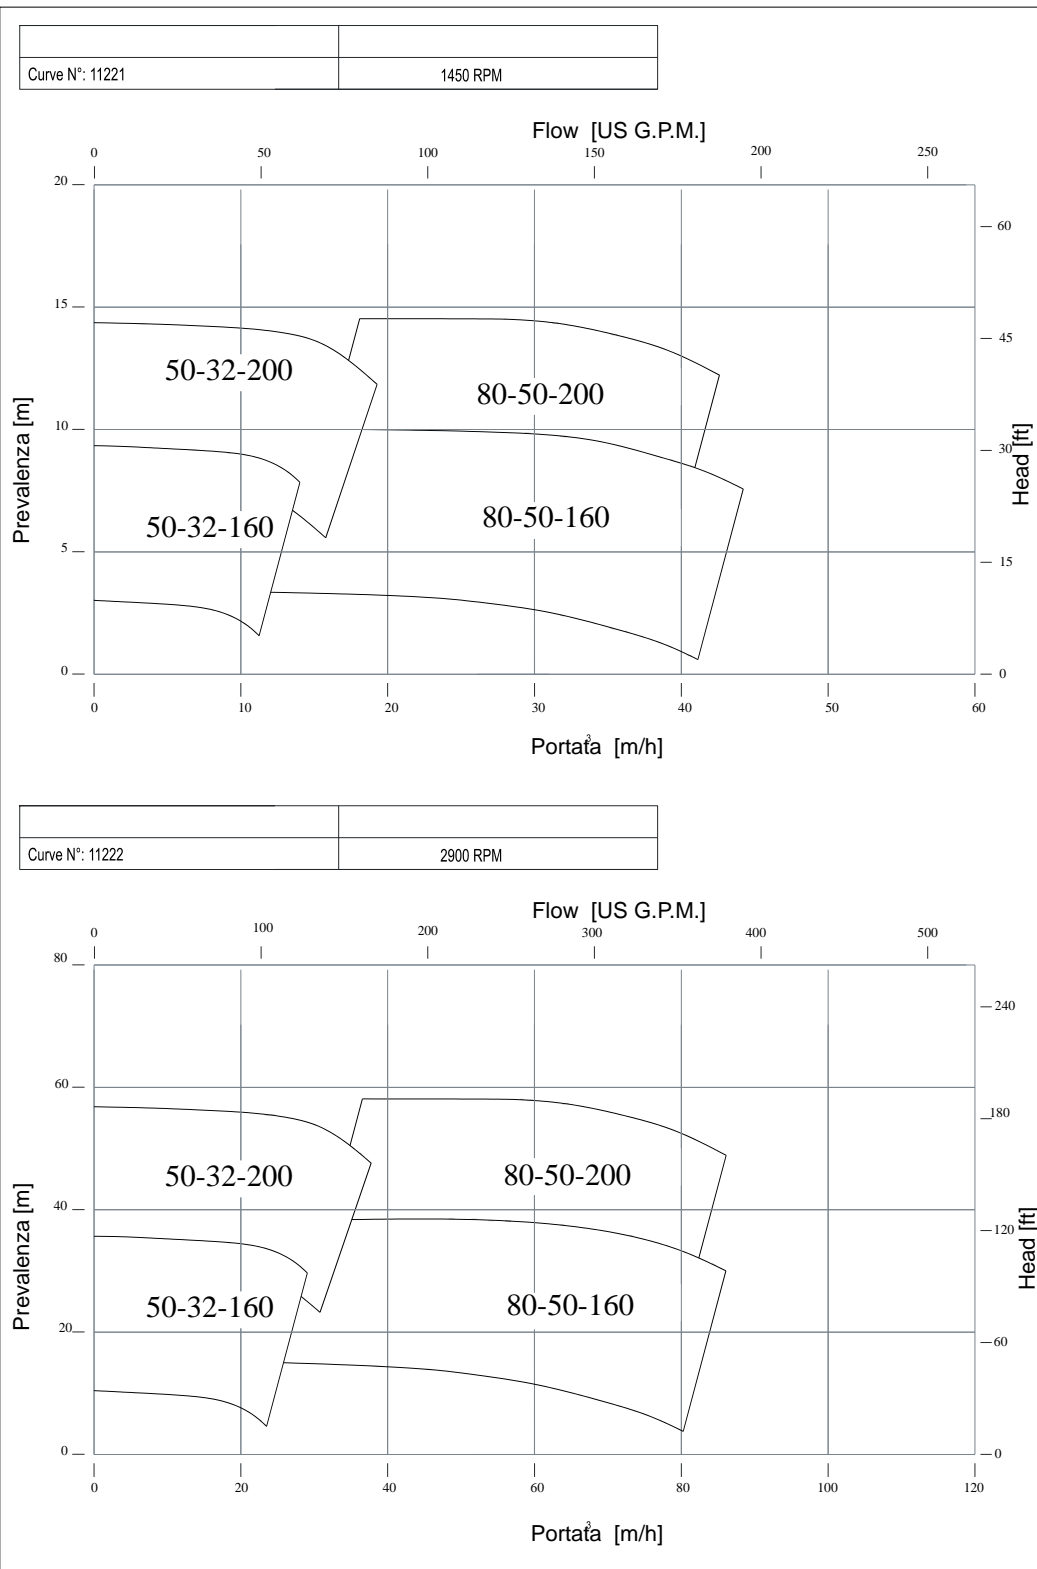 Curve N°: 11221 1450 RPM
Flow [US G.P.M.]
0 50 100 150 200 250
20
60
15
45
50-32-200
80-50-200
Prevalenza [m]
10
30
Head [ft]
50-32-160
80-50-160
5
15
0
0
0 10 20 30 40 50 60
Portata [m³/h]
Curve N°: 11222 2900 RPM
Flow [US G.P.M.]
0 100 200 300 400 500
80
240
60
180
50-32-200
80-50-200
Prevalenza [m]
40
120
Head [ft]
50-32-160
80-50-160
20
60
0
0
0 20 40 60 80 100 120
Portata [m³/h]